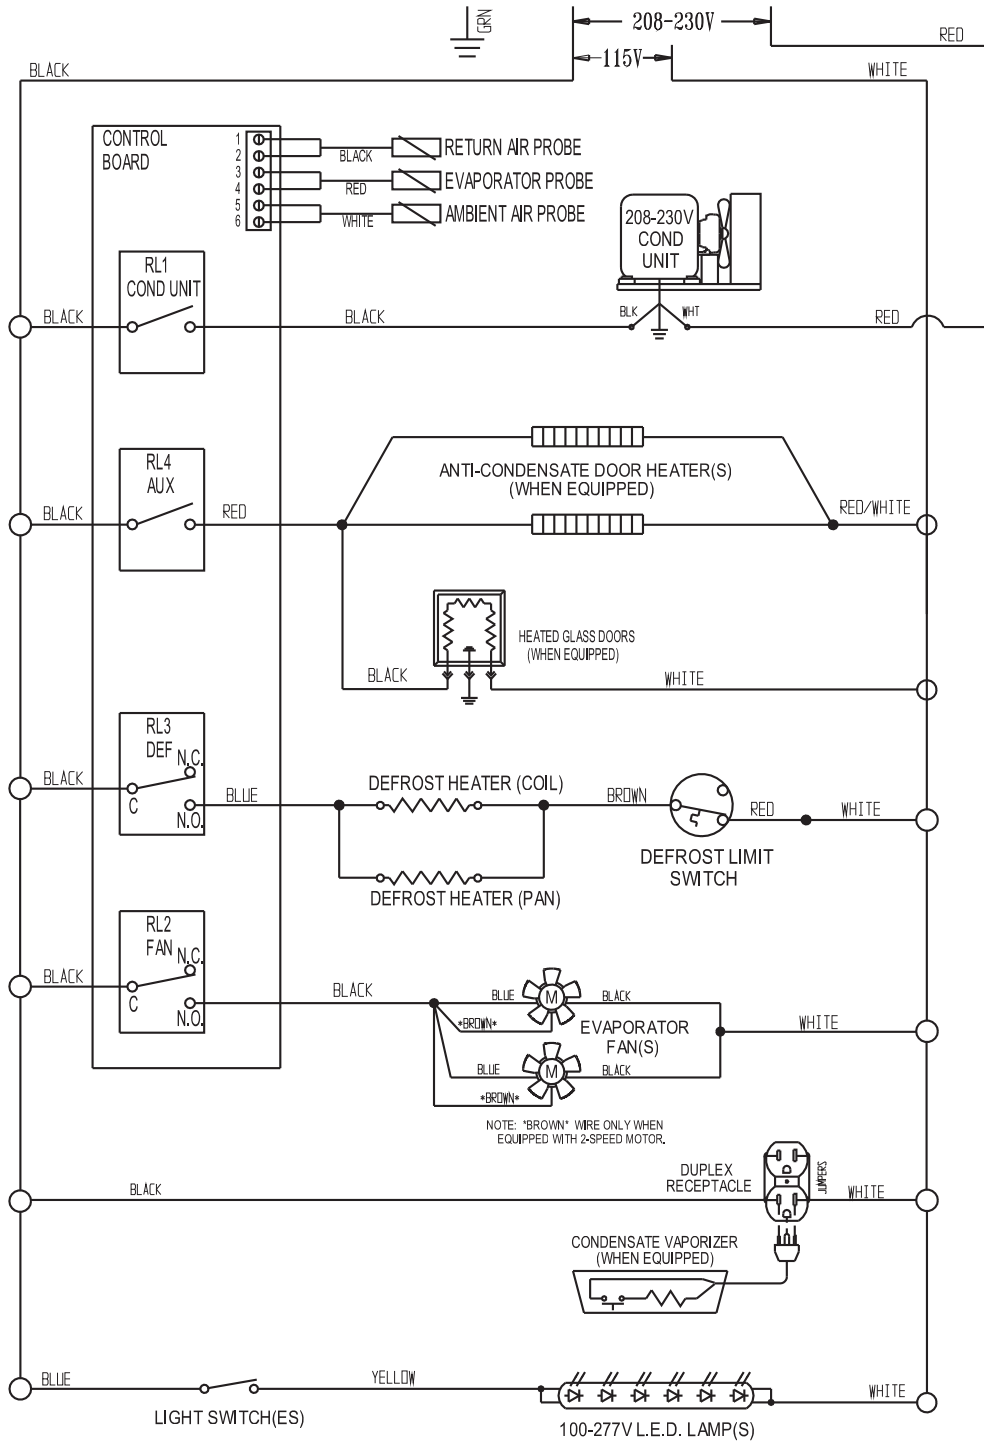 GRN
208-230V
RED
115V
BLACK
WHITE
CONTROL
BOARD
1
2
3
4
5
6
BLACK
RETURN AIR PROBE
RED
EVAPORATOR PROBE
WHITE
AMBIENT AIR PROBE
208-230V
COND
UNIT
RL1
COND UNIT
BLACK
BLACK
BLK
WHT
RED
ANTI-CONDENSATE DOOR HEATER(S)
(WHEN EQUIPPED)
RL4
AUX
BLACK
RED
RED/WHITE
HEATED GLASS DOORS
(WHEN EQUIPPED)
BLACK
WHITE
RL3
DEF
N.C.
BLACK
C
N.O.
BLUE
DEFROST HEATER (COIL)
BROWN
RED
WHITE
DEFROST LIMIT
SWITCH
DEFROST HEATER (PAN)
RL2
FAN
N.C.
BLACK
C
N.O.
BLACK
BLUE
M
BLACK
*BROWN*
EVAPORATOR
FAN(S)
WHITE
BLUE
M
BLACK
*BROWN*
NOTE: *BROWN* WIRE ONLY WHEN
EQUIPPED WITH 2-SPEED MOTOR.
BLACK
DUPLEX
RECEPTACLE
JUMPERS
WHITE
CONDENSATE VAPORIZER
(WHEN EQUIPPED)
BLUE
YELLOW
WHITE
LIGHT SWITCH(ES)
100-277V L.E.D. LAMP(S)